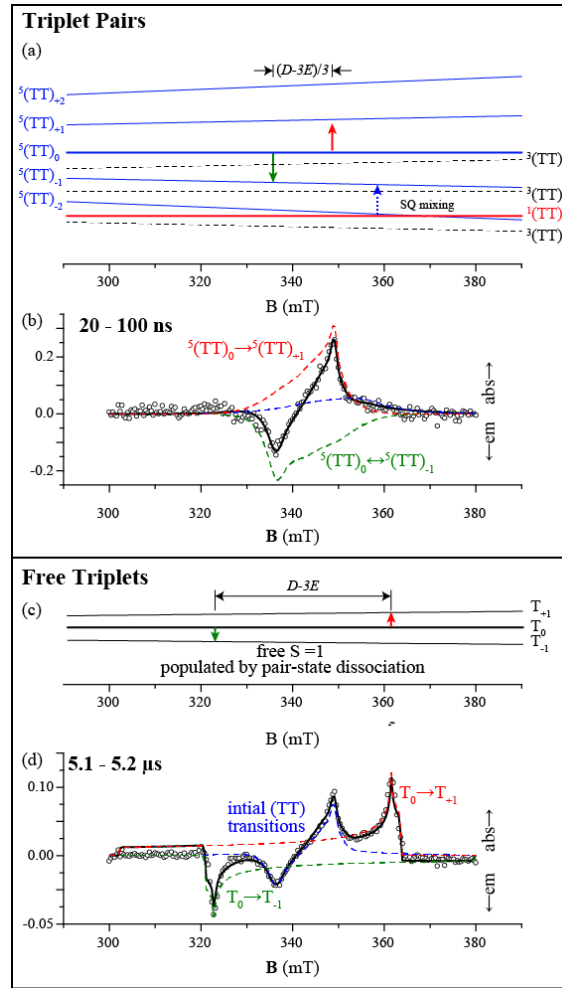 Triplet Pairs
(a)
|(D-3E)/3|
5(TT)+2
5(TT)+1
5(TT)0
3(TT)
5(TT)-1
3(TT)
5(TT)-2
SQ mixing
1(TT)
3(TT)
300 320 340 360 380
B (mT)
(b)
20 - 100 ns
0.2
5(TT)0→5(TT)+1
0.0
←em abs→
5(TT)0↔5(TT)-1
-0.2
300 320 340 360 380
B (mT)
Free Triplets
D-3E
(c)
T+1
T0
T-1
free S =1
populated by pair-state dissociation
300 320 340 360 380
B (mT)
(d)
5.1 - 5.2 µs
0.10
T0→T+1
intial (TT)
transitions
0.00
←em abs→
T0→T-1
-0.05
300 320 340 360 380
B (mT)